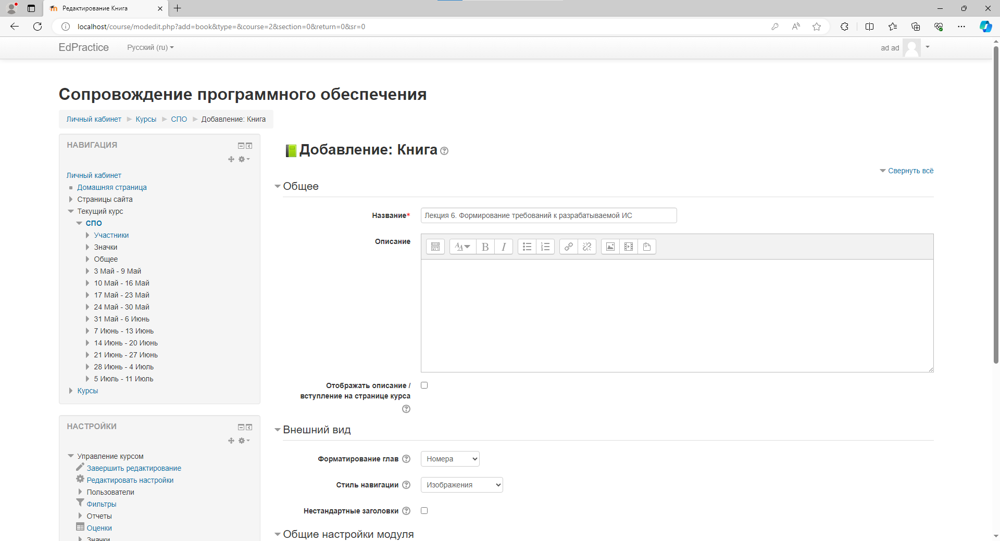 Редактирование Книга
localhost/course/modedit.php?add=book&type=&course=2&section=0&return=0&sr=0
EdPractice
Русский (ru)
ad ad
Сопровождение программного обеспечения
Личный кабинет
Курсы
СПО
Добавление: Книга
НАВИГАЦИЯ
Личный кабинет
Домашняя страница
Страницы сайта
Текущий курс
СПО
Участники
Значки
Общее
3 Май - 9 Май
10 Май - 16 Май
17 Май - 23 Май
24 Май - 30 Май
31 Май - 6 Июнь
7 Июнь - 13 Июнь
14 Июнь - 20 Июнь
21 Июнь - 27 Июнь
28 Июнь - 4 Июль
5 Июль - 11 Июль
Курсы
НАСТРОЙКИ
Управление курсом
Завершить редактирование
Редактировать настройки
Пользователи
Фильтры
Отчеты
Оценки
Значки
Добавление: Книга
Свернуть всё
Общее
Название*
Лекция 6. Формирование требований к разрабатываемой ИС
Описание
Отображать описание /
вступление на странице курса
Внешний вид
Форматирование глав
Номера
Стиль навигации
Изображения
Нестандартные заголовки
Общие настройки модуля